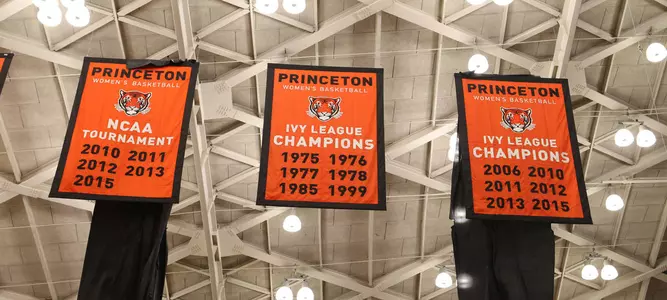 PRINCETON
WOMEN'S BASKETBALL
NCAA
TOURNAMENT
2010 2011
2012 2013
2015
PRINCETON
WOMEN'S BASKETBALL
IVY LEAGUE
CHAMPIONS
1975 1976
1977 1978
1985 1999
PRINCETON
WOMEN'S BASKETBALL
IVY LEAGUE
CHAMPIONS
2006 2010
2011 2012
2013 2015